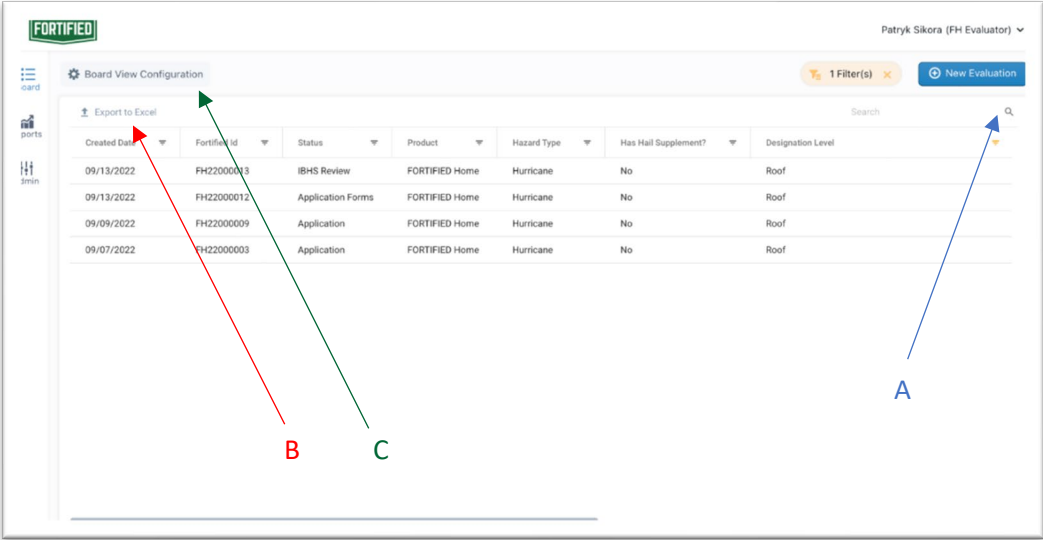 FORTIFIED
Patryk Sikora (FH Evaluator)
oard
Board View Configuration
1 Filter(s)
New Evaluation
Export to Excel
Search
ports
Created Date Fortified Id Status Product Hazard Type Has Hail Supplement? Designation Level
dmin
09/13/2022 FH22000013 IBHS Review FORTIFIED Home Hurricane No Roof
09/13/2022 FH22000012 Application Forms FORTIFIED Home Hurricane No Roof
09/09/2022 FH22000009 Application FORTIFIED Home Hurricane No Roof
09/07/2022 FH22000003 Application FORTIFIED Home Hurricane No Roof
A
B
C